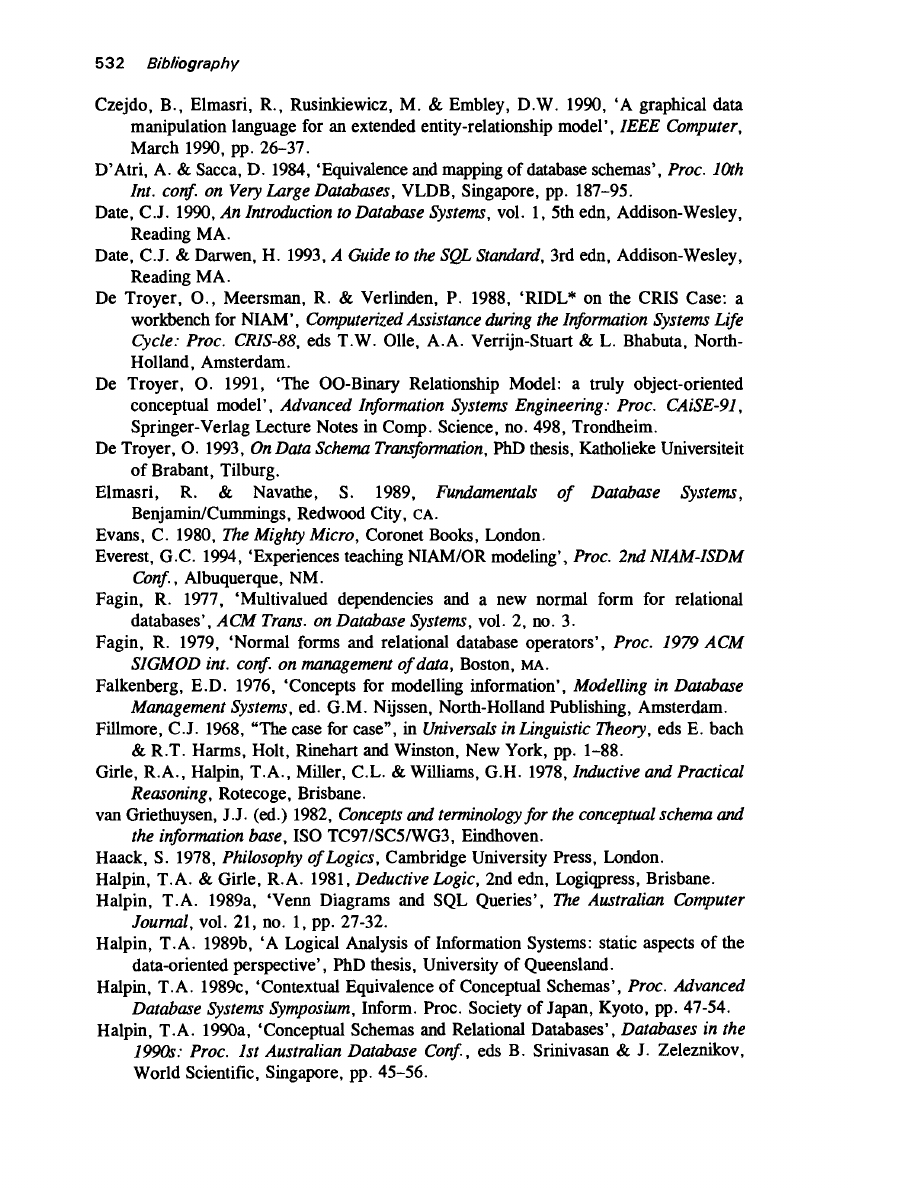 532 Bibliography
Czejdo, B., Elmasri, R., Rusinkiewicz, M. & Embley, D.W. 1990, ‘A graphical data
manipulation language for an extended entity-relationship model’, IEEE Computer,
March 1990, pp. 26–37.
D’Atri, A. & Sacca, D. 1984, ‘Equivalence and mapping of database schemas’, Proc. 10th
Int. conf. on Very Large Databases, VLDB, Singapore, pp. 187–95.
Date, C.J. 1990, An Introduction to Database Systems, vol. 1, 5th edn, Addison-Wesley,
Reading MA.
Date, C.J. & Darwen, H. 1993, A Guide to the SQL Standard, 3rd edn, Addison-Wesley,
Reading MA.
De Troyer, O., Meersman, R. & Verlinden, P. 1988, ‘RIDL* on the CRIS Case: a
workbench for NIAM’, Computerized Assistance during the Information Systems Life
Cycle: Proc. CRIS-88, eds T.W. Olle, A.A. Verrijn-Stuart & L. Bhabuta, North-
Holland, Amsterdam.
De Troyer, O. 1991, ‘The OO-Binary Relationship Model: a truly object-oriented
conceptual model’, Advanced Information Systems Engineering: Proc. CAiSE-91,
Springer-Verlag Lecture Notes in Comp. Science, no. 498, Trondheim.
De Troyer, O. 1993, On Data Schema Transformation, PhD thesis, Katholieke Universiteit
of Brabant, Tilburg.
Elmasri, R. & Navathe, S. 1989, Fundamentals of Database Systems,
Benjamin/Cummings, Redwood City, CA.
Evans, C. 1980, The Mighty Micro, Coronet Books, London.
Everest, G.C. 1994, ‘Experiences teaching NIAM/OR modeling’, Proc. 2nd NIAM-ISDM
Conf., Albuquerque, NM.
Fagin, R. 1977, ‘Multivalued dependencies and a new normal form for relational
databases’, ACM Trans. on Database Systems, vol. 2, no. 3.
Fagin, R. 1979, ‘Normal forms and relational database operators’, Proc. 1979 ACM
SIGMOD int. conf. on management of data, Boston, MA.
Falkenberg, E.D. 1976, ‘Concepts for modelling information’, Modelling in Database
Management Systems, ed. G.M. Nijssen, North-Holland Publishing, Amsterdam.
Fillmore, C.J. 1968, “The case for case”, in Universals in Linguistic Theory, eds E. bach
& R.T. Harms, Holt, Rinehart and Winston, New York, pp. 1–88.
Girle, R.A., Halpin, T.A., Miller, C.L. & Williams, G.H. 1978, Inductive and Practical
Reasoning, Rotecoge, Brisbane.
van Griethuysen, J.J. (ed.) 1982, Concepts and terminology for the conceptual schema and
the information base, ISO TC97/SC5/WG3, Eindhoven.
Haack, S. 1978, Philosophy of Logics, Cambridge University Press, London.
Halpin, T.A. & Girle, R.A. 1981, Deductive Logic, 2nd edn, Logiqpress, Brisbane.
Halpin, T.A. 1989a, ‘Venn Diagrams and SQL Queries’, The Australian Computer
Journal, vol. 21, no. 1, pp. 27-32.
Halpin, T.A. 1989b, ‘A Logical Analysis of Information Systems: static aspects of the
data-oriented perspective’, PhD thesis, University of Queensland.
Halpin, T.A. 1989c, ‘Contextual Equivalence of Conceptual Schemas’, Proc. Advanced
Database Systems Symposium, Inform. Proc. Society of Japan, Kyoto, pp. 47-54.
Halpin, T.A. 1990a, ‘Conceptual Schemas and Relational Databases’, Databases in the
1990s: Proc. 1st Australian Database Conf., eds B. Srinivasan & J. Zeleznikov,
World Scientific, Singapore, pp. 45–56.